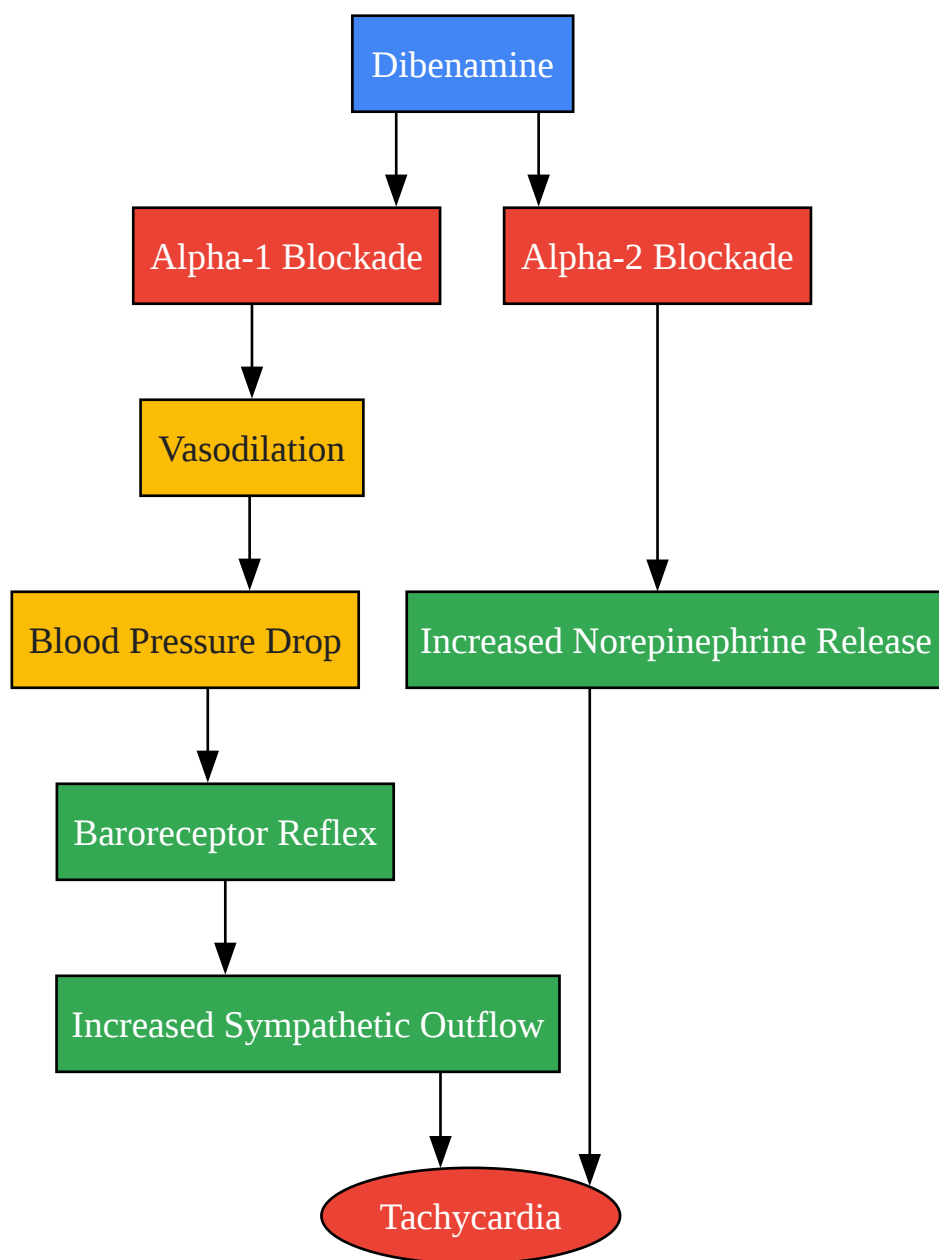 Dibenamine
Alpha-1 Blockade
Alpha-2 Blockade
Vasodilation
Blood Pressure Drop
Increased Norepinephrine Release
Baroreceptor Reflex
Increased Sympathetic Outflow
Tachycardia